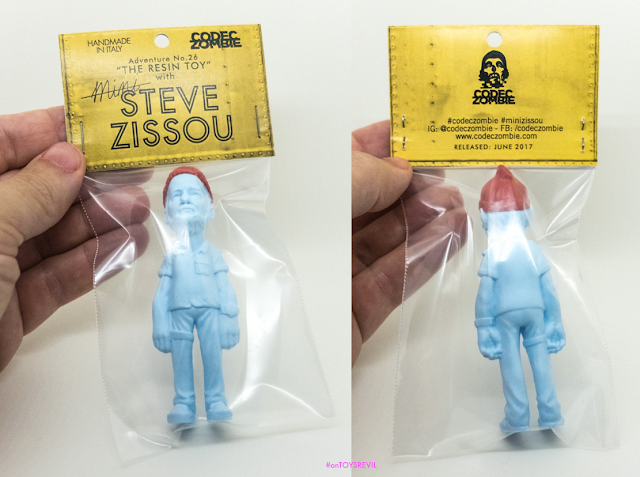 HANDMADE
IN ITALY
CODEC
ZOMBIE
Adventure No.26
"THE RESIN TOY"
with
mini
STEVE
ZISSOU
CODEC
ZOMBIE
#codeczombie #minizissou
IG: @codeczombie - FB: /codeczombie
www.codeczombie.com
RELEASED: JUNE 2017
#onTOYSREVIL